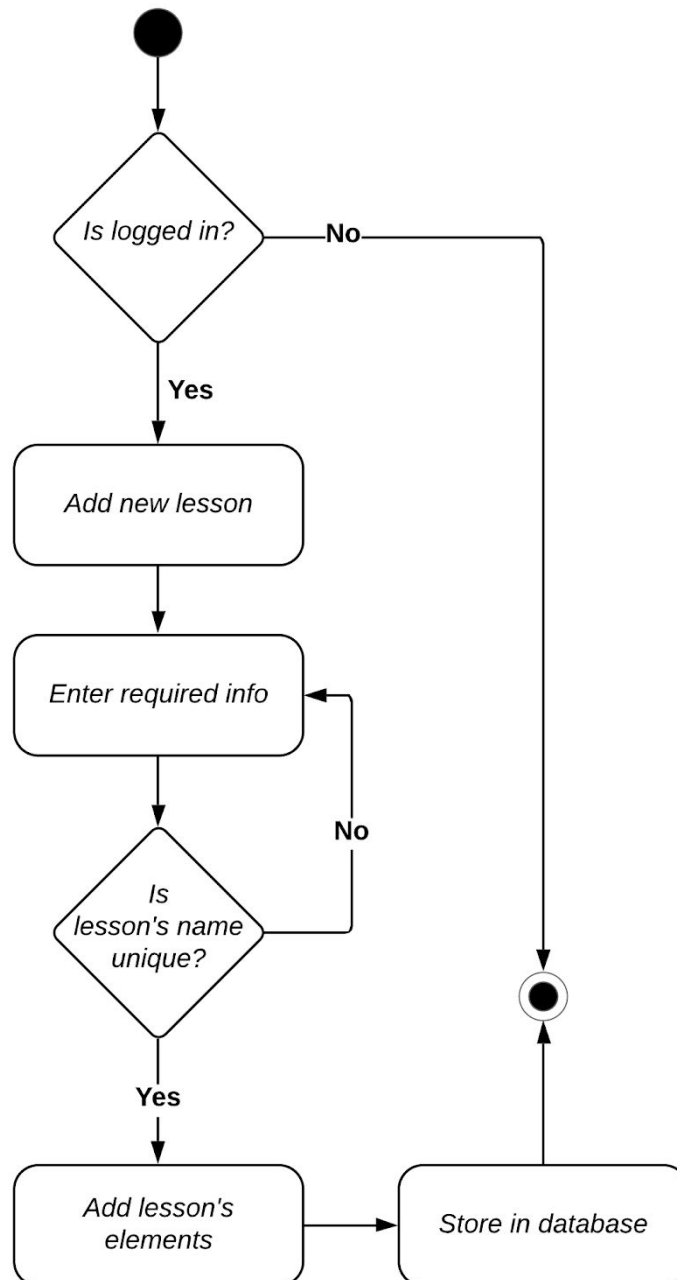 Is logged in?
No
Yes
Add new lesson
Enter required info
No
Is
lesson's name
unique?
Yes
Add lesson's
elements
Store in database